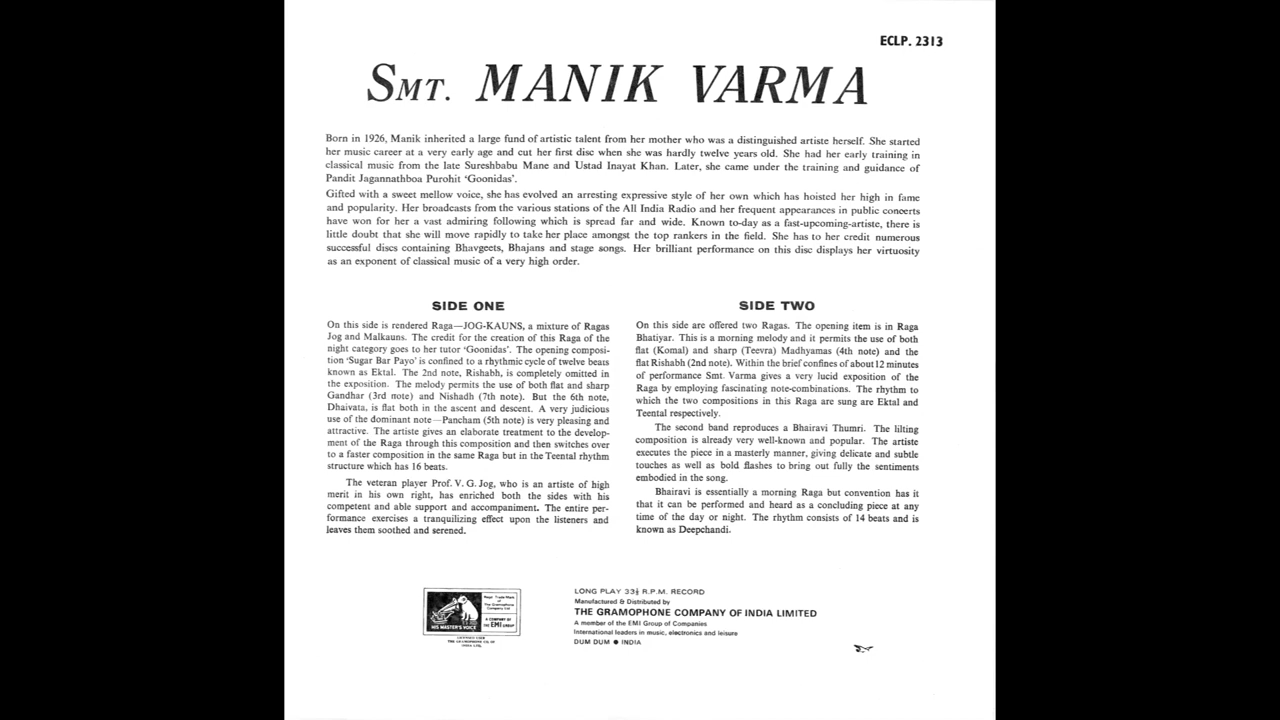 ECLP. 2313
SMT. MANIK VARMA
Born in 1926, Manik inherited a large fund of artistic talent from her mother who was a distinguished artiste herself. She started
her music career at a very early age and cut her first disc when she was hardly twelve years old. She had her early training in
classical music from the late Sureshbabu Mane and Ustad Inayat Khan. Later, she came under the training and guidance of
Pandit Jagannathboa Purohit 'Goonidas'.
Gifted with a sweet mellow voice, she has evolved an arresting expressive style of her own which has hoisted her high in fame
and popularity. Her broadcasts from the various stations of the All India Radio and her frequent appearances in public concerts
have won for her a vast admiring following which is spread far and wide. Known to-day as a fast-upcoming-artiste, there is
little doubt that she will move rapidly to take her place amongst the top rankers in the field. She has to her credit numerous
successful discs containing Bhavgeets, Bhajans and stage songs. Her brilliant performance on this disc displays her virtuosity
as an exponent of classical music of a very high order.
SIDE ONE
On this side is rendered Raga—JOG-KAUNS, a mixture of Ragas
Jog and Malkauns. The credit for the creation of this Raga of the
night category goes to her tutor 'Goonidas'. The opening composi-
tion 'Sugar Bar Payo' is confined to a rhythmic cycle of twelve beats
known as Ektal. The 2nd note, Rishabh, is completely omitted in
the exposition. The melody permits the use of both flat and sharp
Gandhar (3rd note) and Nishadh (7th note). But the 6th note,
Dhaivata, is flat both in the ascent and descent. A very judicious
use of the dominant note—Pancham (5th note) is very pleasing and
attractive. The artiste gives an elaborate treatment to the develop-
ment of the Raga through this composition and then switches over
to a faster composition in the same Raga but in the Teental rhythm
structure which has 16 beats.
The veteran player Prof. V. G. Jog, who is an artiste of high
merit in his own right, has enriched both the sides with his
competent and able support and accompaniment. The entire per-
formance exercises a tranquilizing effect upon the listeners and
leaves them soothed and serened.
SIDE TWO
On this side are offered two Ragas. The opening item is in Raga
Bhatiyar. This is a morning melody and it permits the use of both
flat (Komal) and sharp (Teevra) Madhyamas (4th note) and the
flat Rishabh (2nd note). Within the brief confines of about 12 minutes
of performance Smt. Varma gives a very lucid exposition of the
Raga by employing fascinating note-combinations. The rhythm to
which the two compositions in this Raga are sung are Ektal and
Teental respectively.
The second band reproduces a Bhairavi Thumri. The lilting
composition is already very well-known and popular. The artiste
executes the piece in a masterly manner, giving delicate and subtle
touches as well as bold flashes to bring out fully the sentiments
embodied in the song.
Bhairavi is essentially a morning Raga but convention has it
that it can be performed and heard as a concluding piece at any
time of the day or night. The rhythm consists of 14 beats and is
known as Deepchandi.
HIS MASTER'S VOICE
Regd. Trade Mark
of
The Gramophone
Company Ltd
A COMPANY OF
THE EMI GROUP
LONG PLAY 33⅓ R.P.M. RECORD
Manufactured & Distributed by
THE GRAMOPHONE COMPANY OF INDIA LIMITED
A member of the EMI Group of Companies
International leaders in music, electronics and leisure
DUM DUM ● INDIA